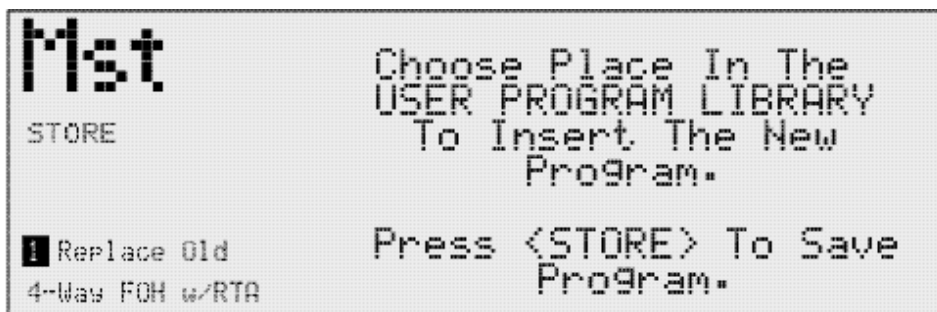 Mst
STORE
1 Replace Old
4-Way FOH w/RTA
Choose Place In The
USER PROGRAM LIBRARY
To Insert The New
Program.
Press <STORE> To Save
Program.